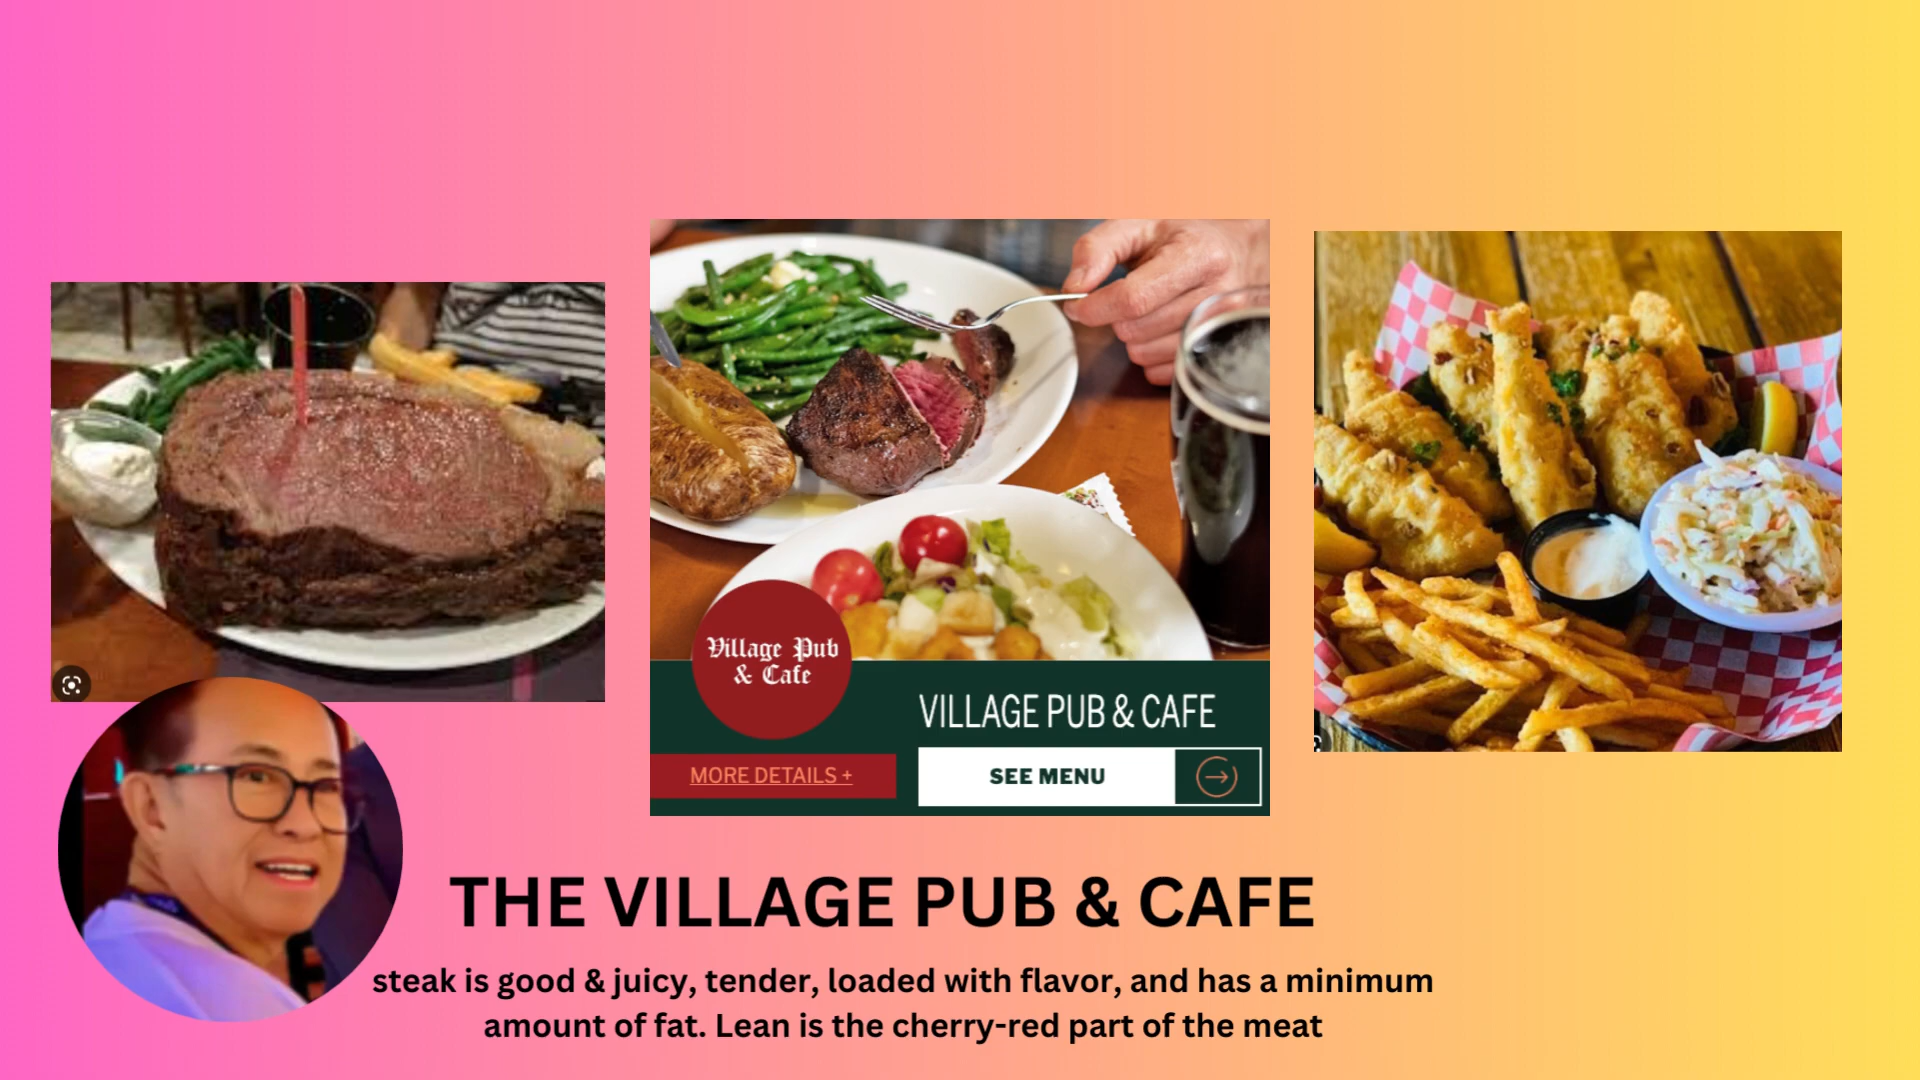 Village Pub
& Cafe
VILLAGE PUB & CAFE
MORE DETAILS +
SEE MENU
THE VILLAGE PUB & CAFE
steak is good & juicy, tender, loaded with flavor, and has a minimum
amount of fat. Lean is the cherry-red part of the meat